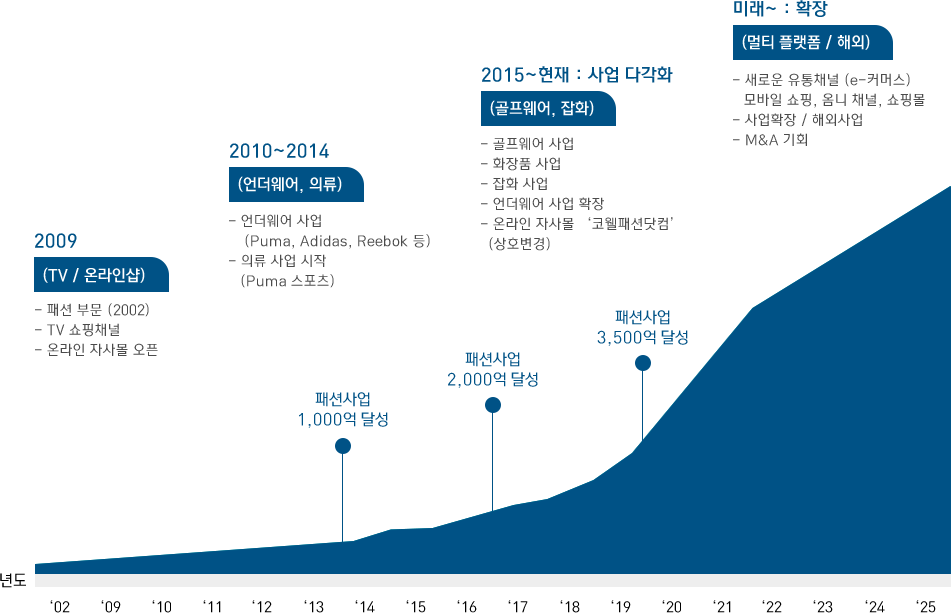 2009
(TV / 온라인샵)
– 패션 부문 (2002)
– TV 쇼핑채널
– 온라인 자사몰 오픈
2010~2014
(언더웨어, 의류)
– 언더웨어 사업
(Puma, Adidas, Reebok 등)
– 의류 사업 시작
(Puma 스포츠)
2015~현재 : 사업 다각화
(골프웨어, 잡화)
– 골프웨어 사업
– 화장품 사업
– 잡화 사업
– 언더웨어 사업 확장
– 온라인 자사몰 ‘코웰패션닷컴’
(상호변경)
미래~ : 확장
(멀티 플랫폼 / 해외)
– 새로운 유통채널 (e-커머스)
모바일 쇼핑, 옴니 채널, 쇼핑몰
– 사업확장 / 해외사업
– M&A 기회
패션사업
1,000억 달성
패션사업
2,000억 달성
패션사업
3,500억 달성
년도 ‘02 ‘09 ‘10 ‘11 ‘12 ‘13 ‘14 ‘15 ‘16 ‘17 ‘18 ‘19 ‘20 ‘21 ‘22 ‘23 ‘24 ‘25